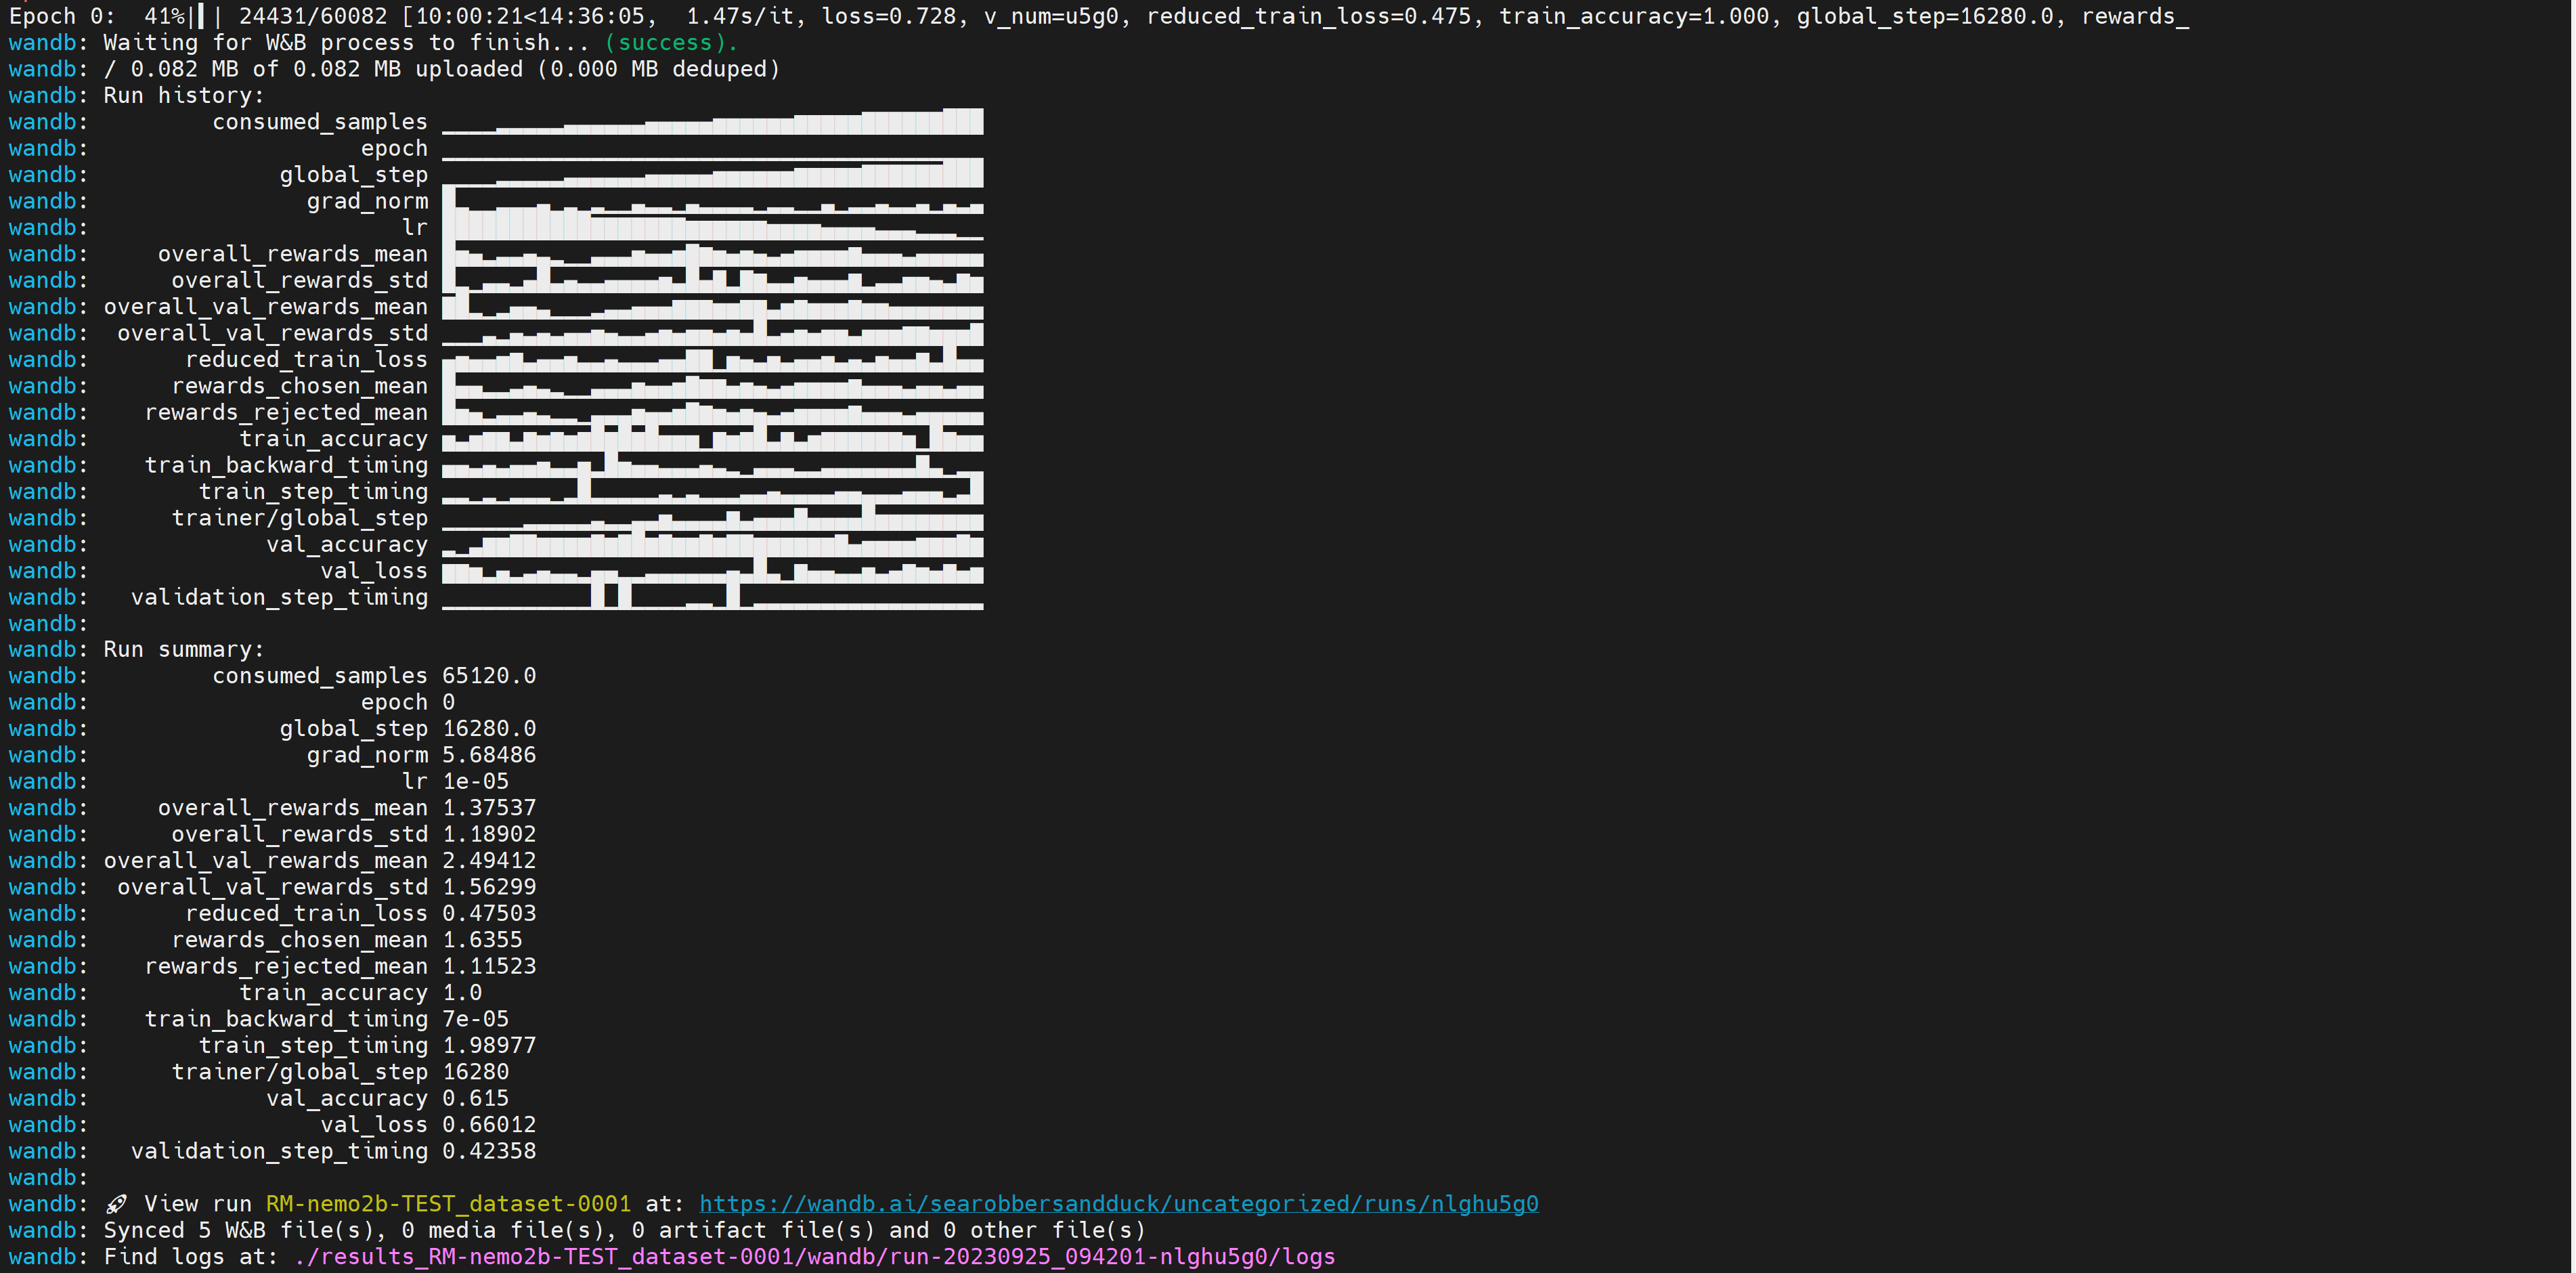 Epoch 0:  41%|▍| 24431/60082 [10:00:21<14:36:05,  1.47s/it, loss=0.728, v_num=u5g0, reduced_train_loss=0.475, train_accuracy=1.000, global_step=16280.0, rewards_
wandb: Waiting for W&B process to finish... (success).
wandb: / 0.082 MB of 0.082 MB uploaded (0.000 MB deduped)
wandb: Run history:
wandb: consumed_samples
wandb: epoch
wandb: global_step
wandb: grad_norm
wandb: lr
wandb: overall_rewards_mean
wandb: overall_rewards_std
wandb: overall_val_rewards_mean
wandb: overall_val_rewards_std
wandb: reduced_train_loss
wandb: rewards_chosen_mean
wandb: rewards_rejected_mean
wandb: train_accuracy
wandb: train_backward_timing
wandb: train_step_timing
wandb: trainer/global_step
wandb: val_accuracy
wandb: val_loss
wandb: validation_step_timing
wandb:
wandb: Run summary:
wandb: consumed_samples 65120.0
wandb: epoch 0
wandb: global_step 16280.0
wandb: grad_norm 5.68486
wandb: lr 1e-05
wandb: overall_rewards_mean 1.37537
wandb: overall_rewards_std 1.18902
wandb: overall_val_rewards_mean 2.49412
wandb: overall_val_rewards_std 1.56299
wandb: reduced_train_loss 0.47503
wandb: rewards_chosen_mean 1.6355
wandb: rewards_rejected_mean 1.11523
wandb: train_accuracy 1.0
wandb: train_backward_timing 7e-05
wandb: train_step_timing 1.98977
wandb: trainer/global_step 16280
wandb: val_accuracy 0.615
wandb: val_loss 0.66012
wandb: validation_step_timing 0.42358
wandb:
wandb: 🚀 View run RM-nemo2b-TEST_dataset-0001 at: https://wandb.ai/searobbersandduck/uncategorized/runs/nlghu5g0
wandb: Synced 5 W&B file(s), 0 media file(s), 0 artifact file(s) and 0 other file(s)
wandb: Find logs at: ./results_RM-nemo2b-TEST_dataset-0001/wandb/run-20230925_094201-nlghu5g0/logs